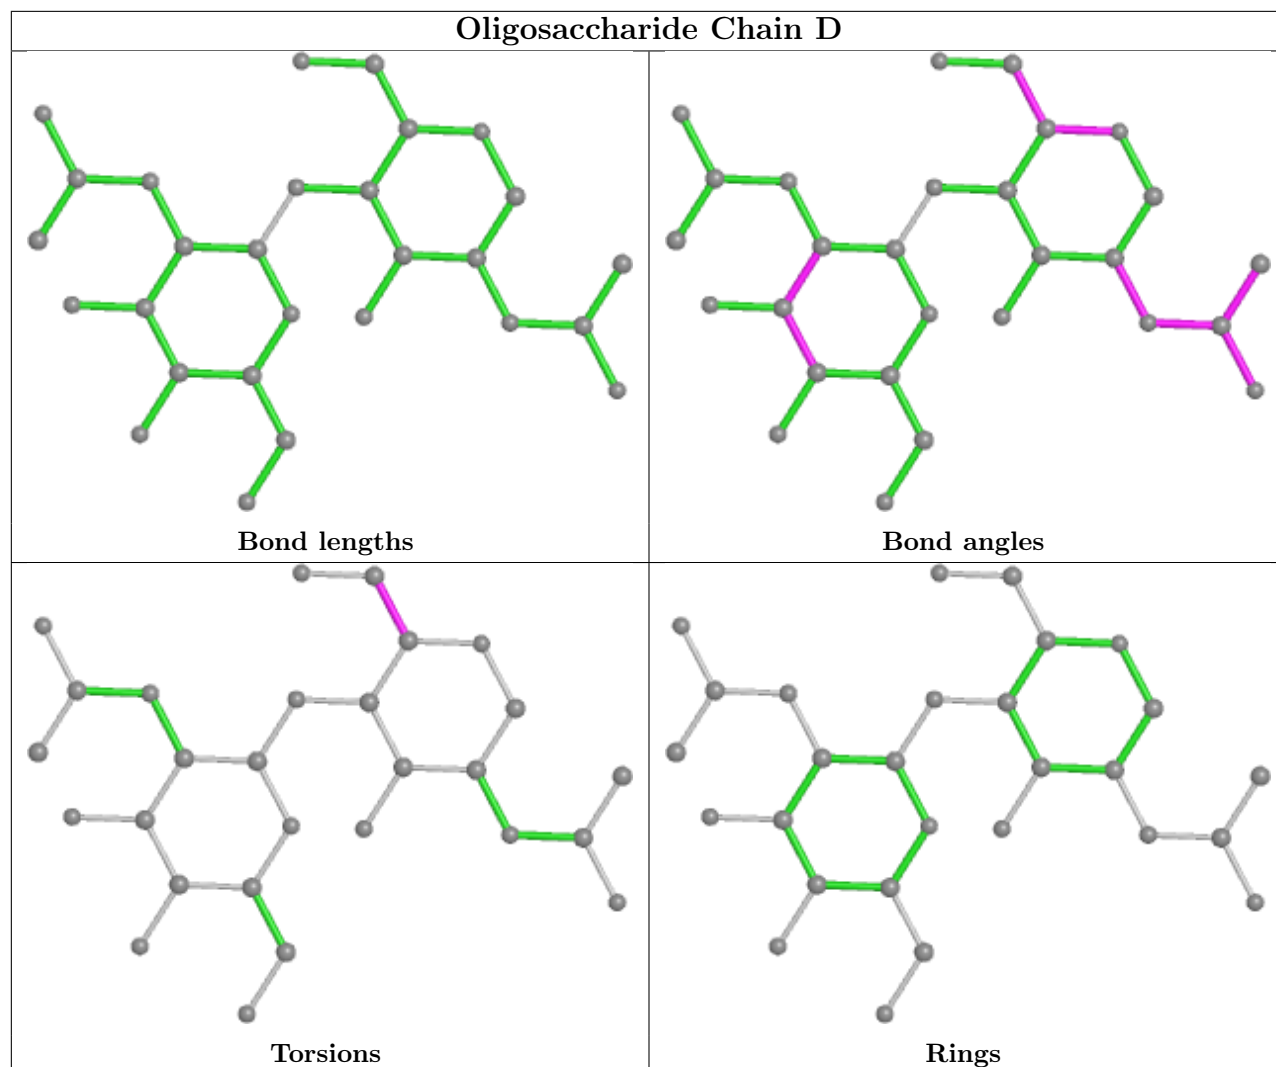 Oligosaccharide Chain D
Bond lengths
Bond angles
Torsions
Rings